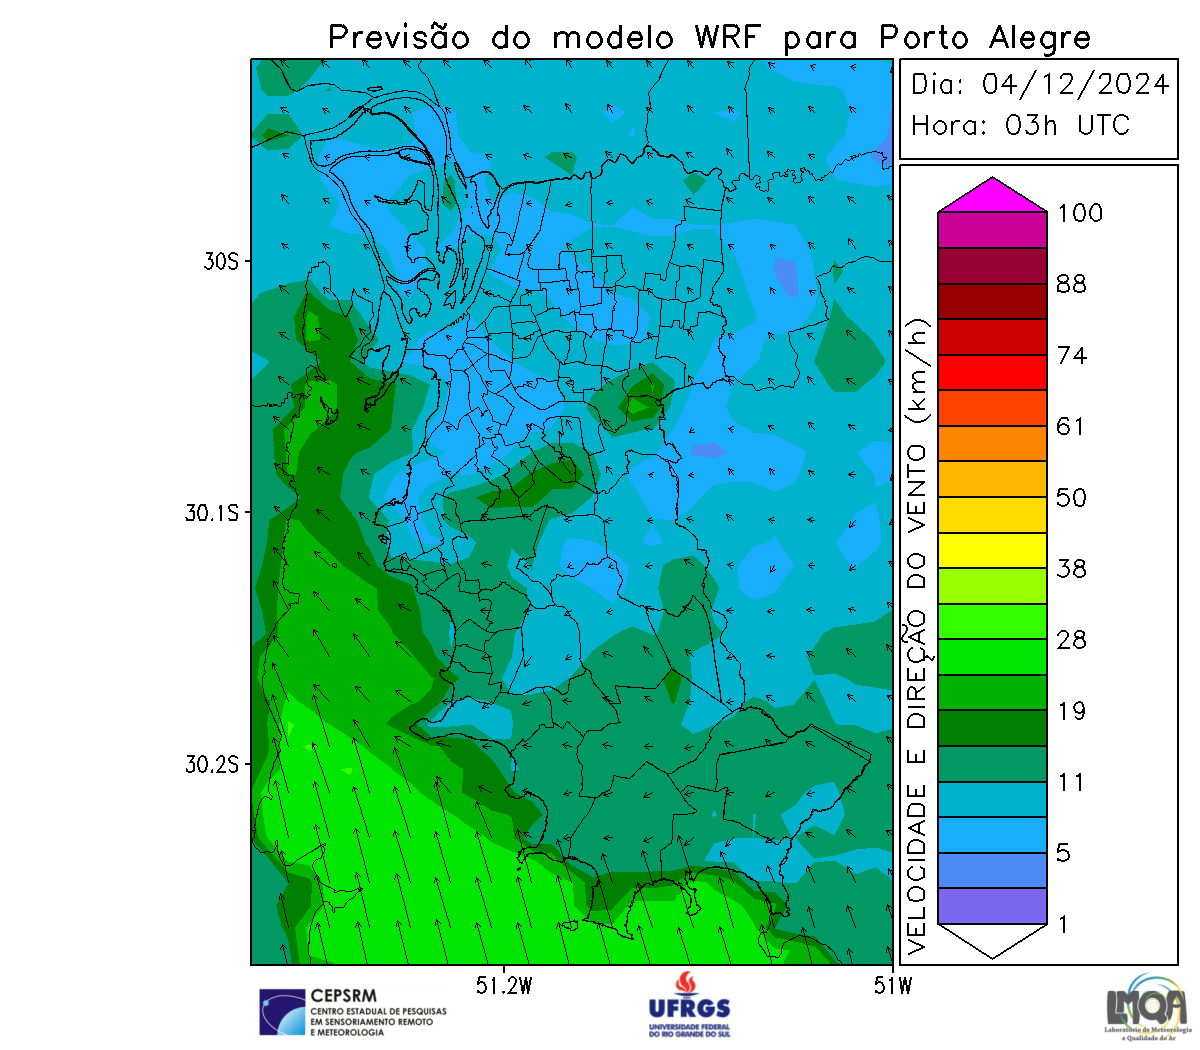 Previsão do modelo WRF para Porto Alegre
Dia: 04/12/2024
Hora: 03h UTC
100
88
74
61
50
38
28
19
11
5
1
VELOCIDADE E DIREÇÃO DO VENTO (km/h)
30S
30.1S
30.2S
51.2W
51W
CEPSRM
CENTRO ESTADUAL DE PESQUISAS
EM SENSORIAMENTO REMOTO
E METEOROLOGIA
UFRGS
UNIVERSIDADE FEDERAL
DO RIO GRANDE DO SUL
LMQA
Laboratório de Meteorologia
e Qualidade do Ar